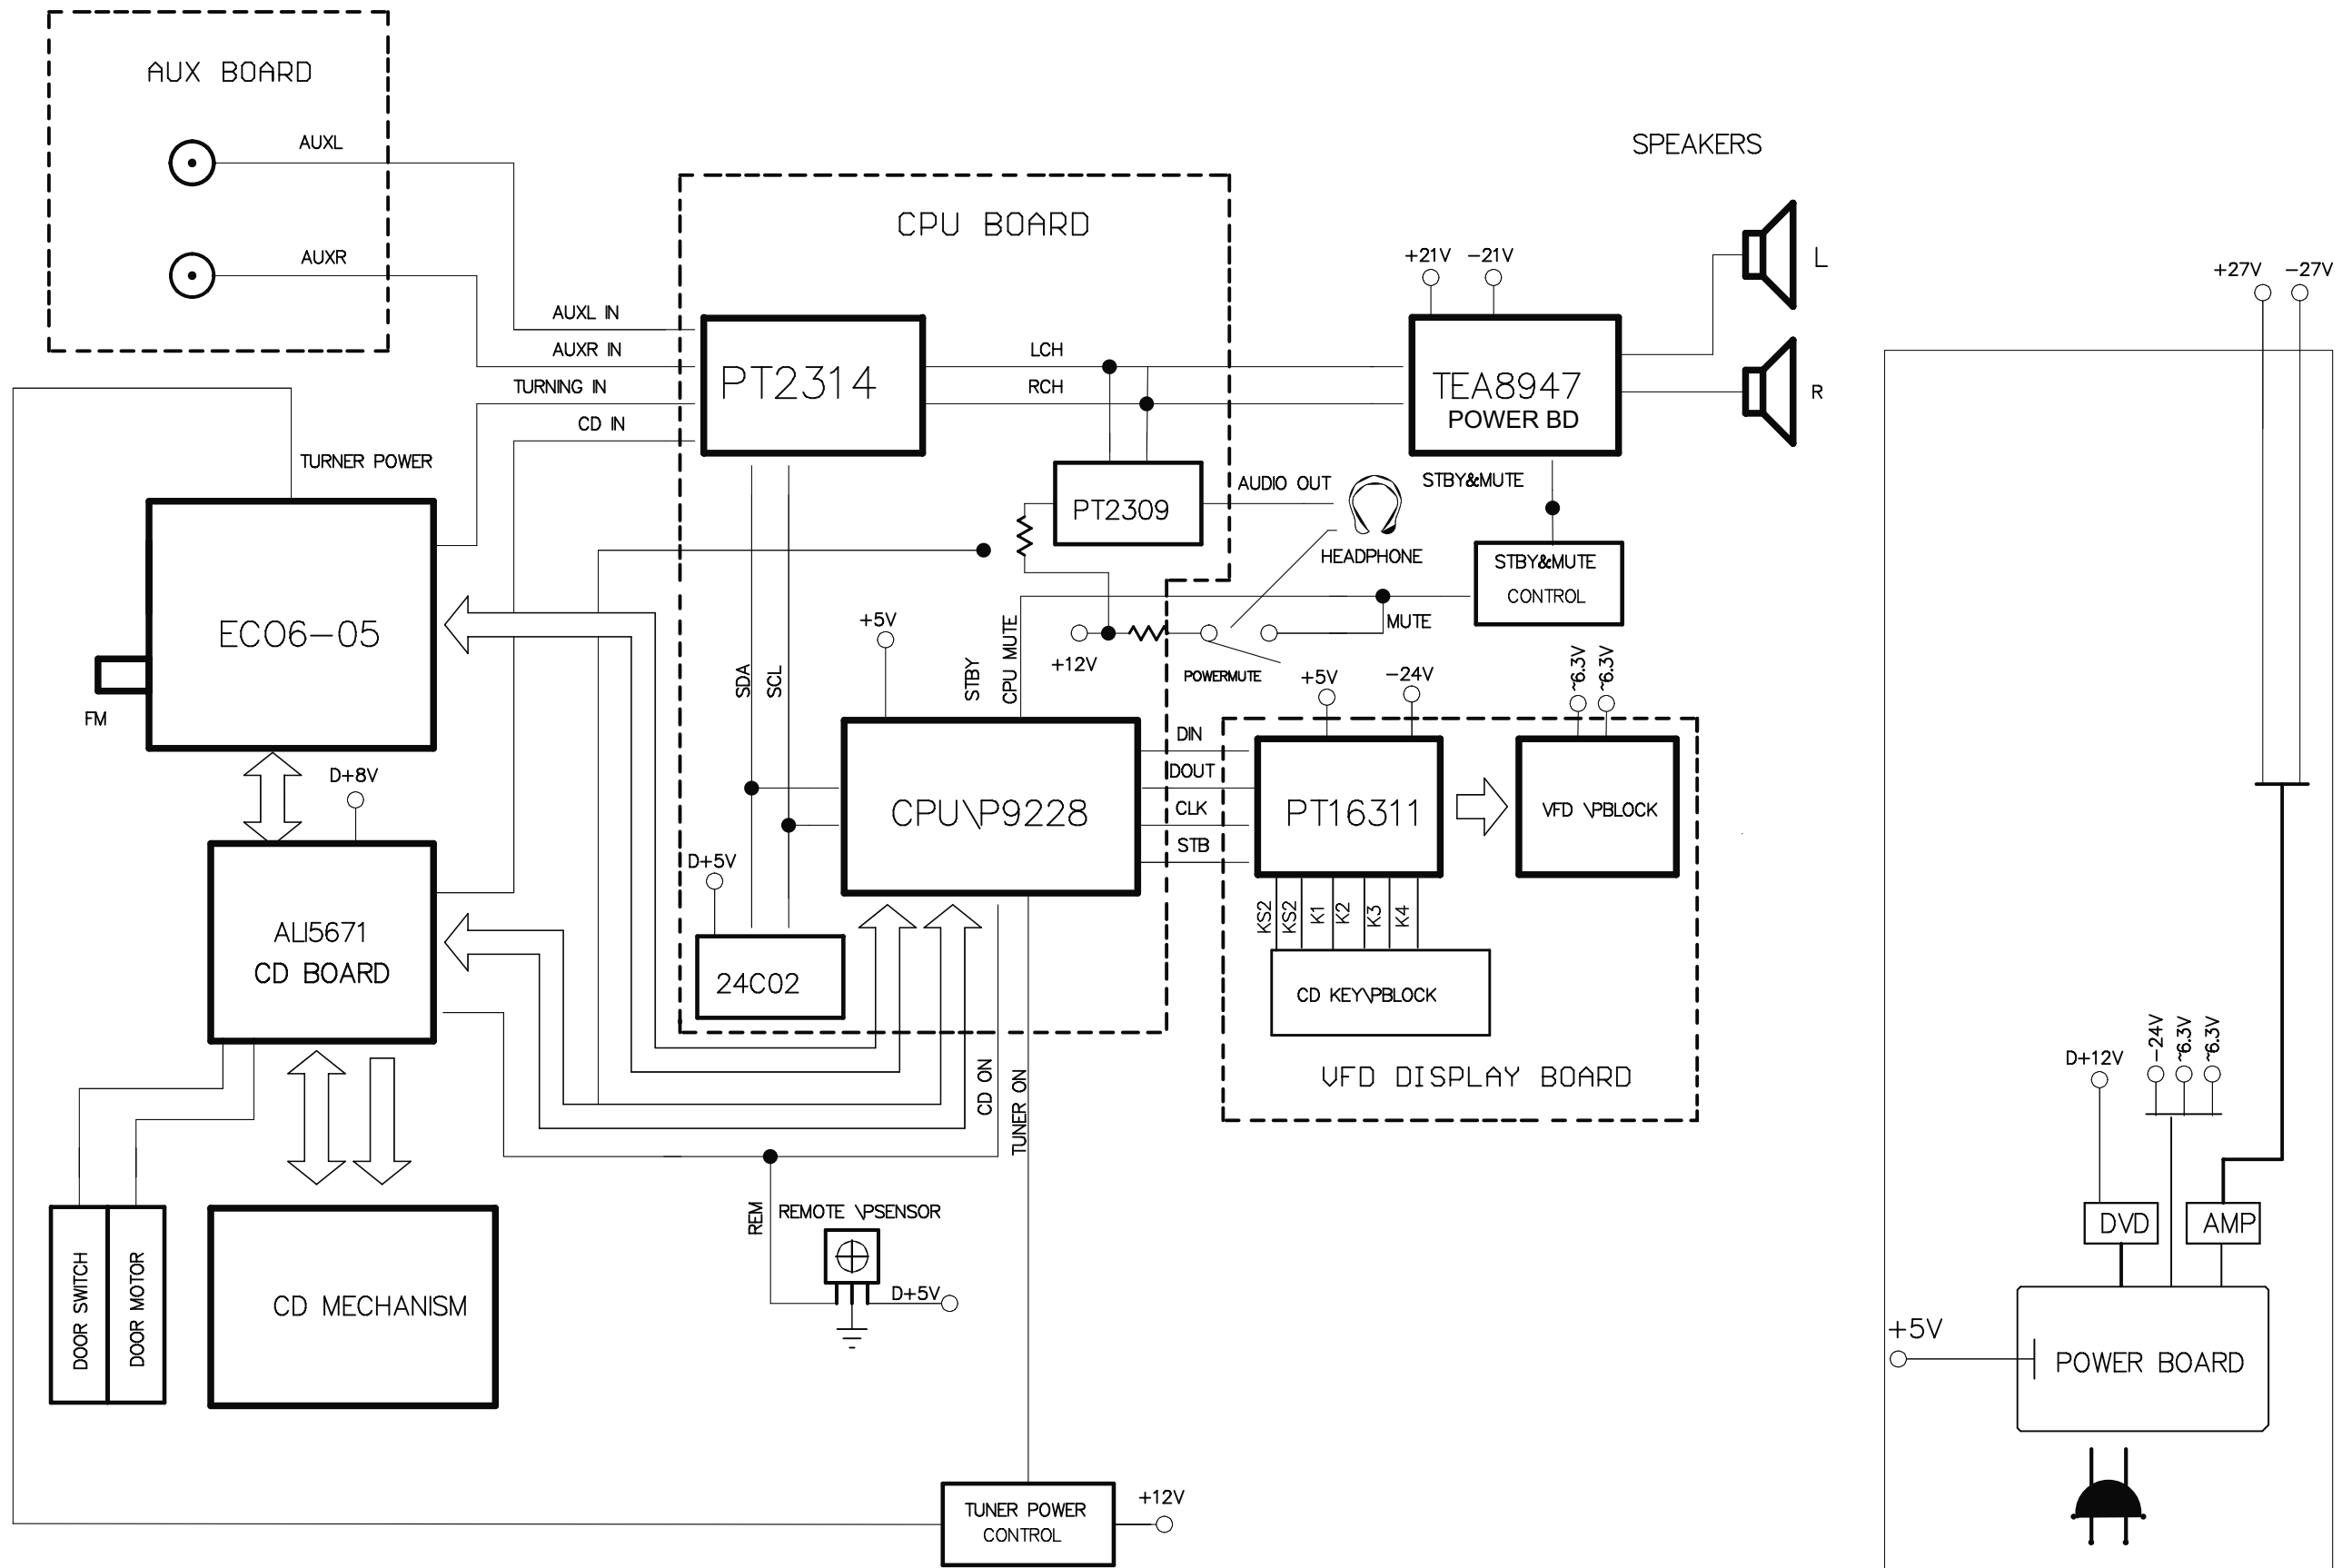 AUX BOARD
AUXL
AUXR
SPEAKERS
CPU BOARD
+21V
-21V
L
+27V
-27V
AUXL IN
AUXR IN
TURNING IN
CD IN
PT2314
LCH
RCH
TEA8947
POWER BD
R
TURNER POWER
STBY&MUTE
AUDIO OUT
PT2309
HEADPHONE
STBY&MUTE
CONTROL
ECO6-05
FM
+5V
SDA
SCL
STBY
CPU MUTE
+12V
MUTE
POWERMUTE
+5V
-24V
~6.3V
~6.3V
D+8V
DIN
DOUT
CLK
STB
CPU\P9228
PT16311
VFD \PBLOCK
D+5V
KS2
KS2
K1
K2
K3
K4
ALI5671
CD BOARD
24C02
CD KEY\PBLOCK
VFD DISPLAY BOARD
CD ON
TUNER ON
D+12V
-24V
~6.3V
~6.3V
REM
REMOTE \PSENSOR
D+5V
DVD
AMP
DOOR SWITCH
DOOR MOTOR
CD MECHANISM
+5V
POWER BOARD
TUNER POWER
CONTROL
+12V